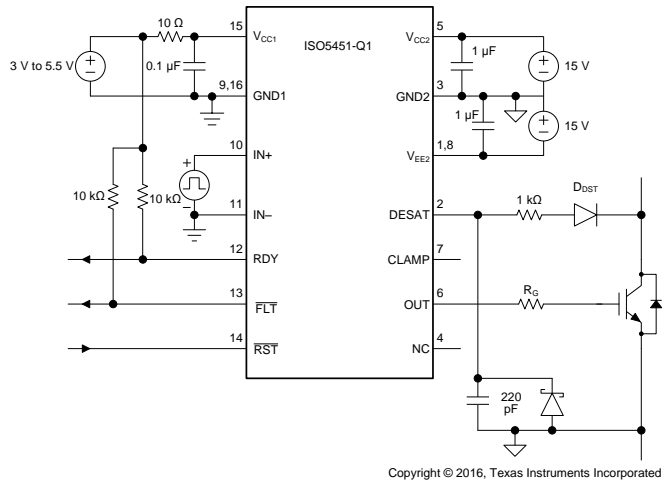 10 Ω
15
VCC1
ISO5451-Q1
VCC2
5
1 µF
3 V to 5.5 V
0.1 µF
15 V
9,16
GND1
GND2
3
1 µF
15 V
10
IN+
VEE2
1,8
10 kΩ
10 kΩ
11
IN–
DESAT
2
1 kΩ
DDST
12
RDY
CLAMP
7
13
FLT
OUT
6
RG
14
RST
NC
4
220
pF
Copyright © 2016, Texas Instruments Incorporated